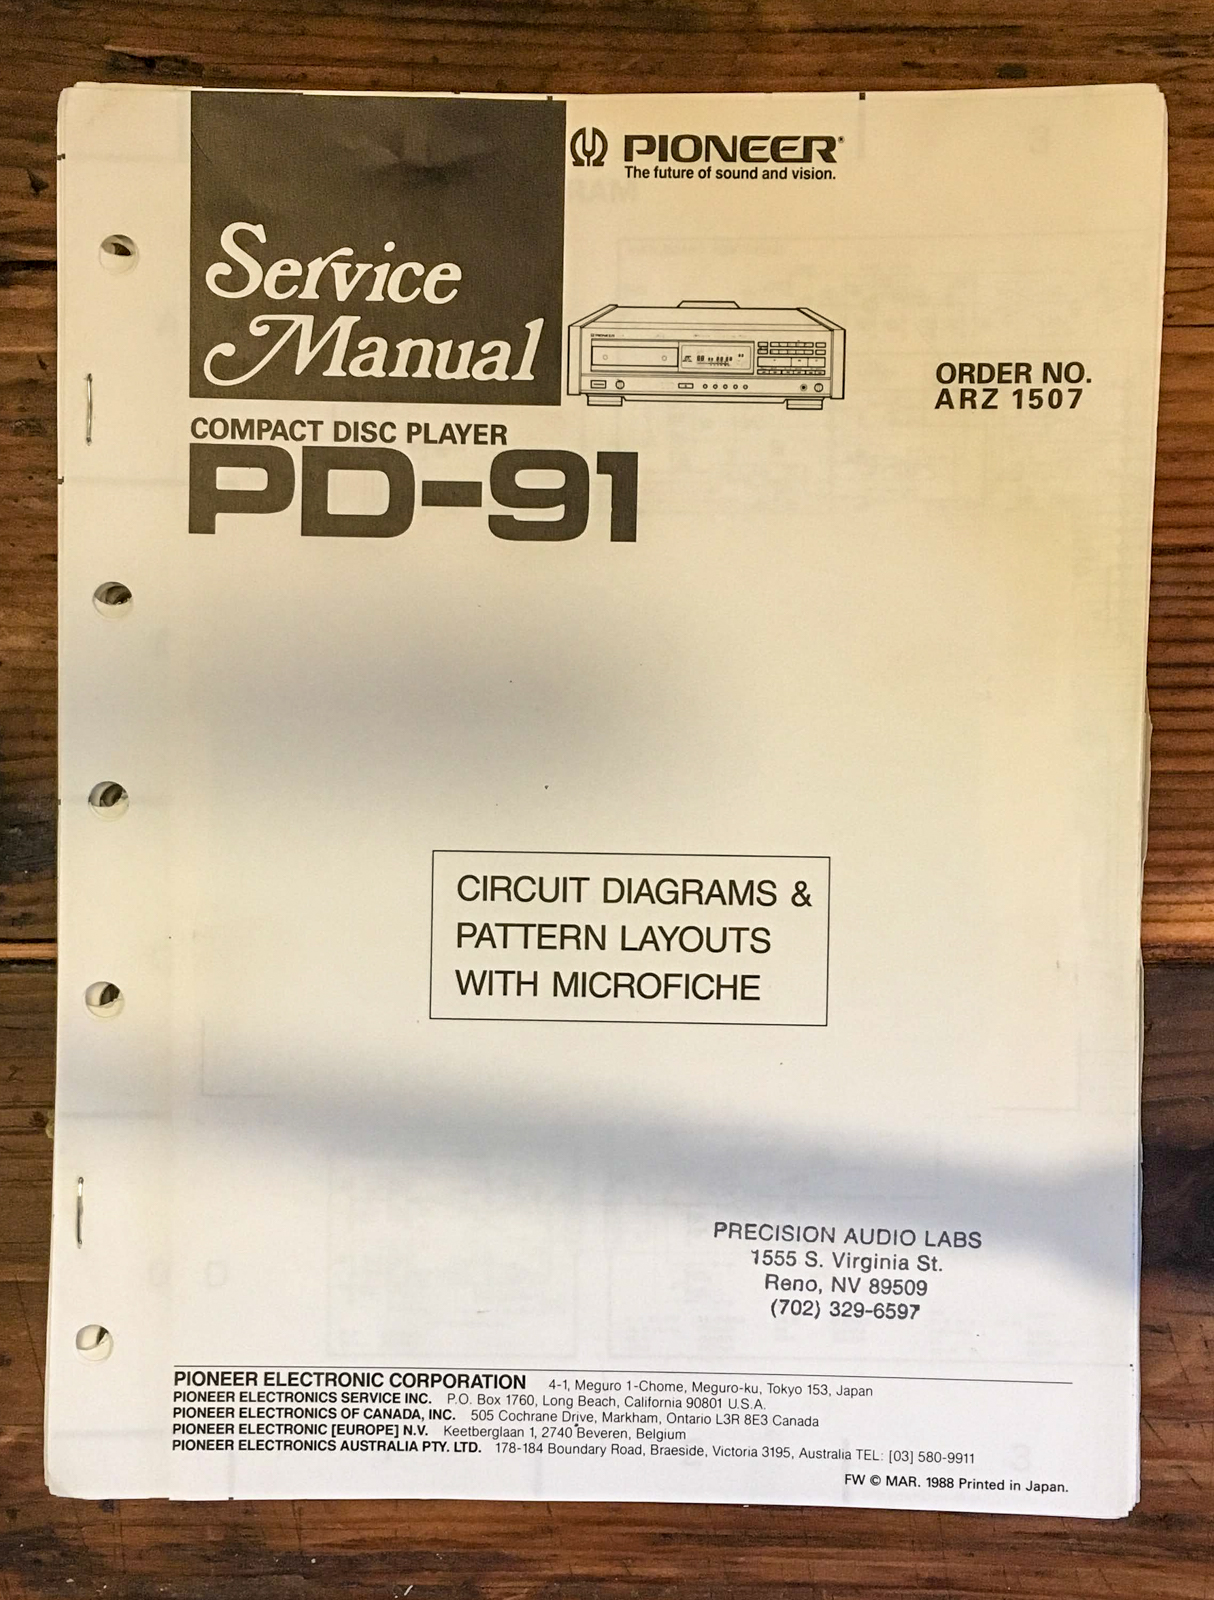 PIONEER
The future of sound and vision.
Service
Manual
ORDER NO.
ARZ 1507
COMPACT DISC PLAYER
PD-91
CIRCUIT DIAGRAMS &
PATTERN LAYOUTS
WITH MICROFICHE
PRECISION AUDIO LABS
1555 S. Virginia St.
Reno, NV 89509
(702) 329-6597
PIONEER ELECTRONIC CORPORATION 4-1, Meguro 1-Chome, Meguro-ku, Tokyo 153, Japan
PIONEER ELECTRONICS SERVICE INC. P.O. Box 1760, Long Beach, California 90801 U.S.A.
PIONEER ELECTRONICS OF CANADA, INC. 505 Cochrane Drive, Markham, Ontario L3R 8E3 Canada
PIONEER ELECTRONIC [EUROPE] N.V. Keetberglaan 1, 2740 Beveren, Belgium
PIONEER ELECTRONICS AUSTRALIA PTY. LTD. 178-184 Boundary Road, Braeside, Victoria 3195, Australia TEL: [03] 580-9911
FW © MAR. 1988 Printed in Japan.